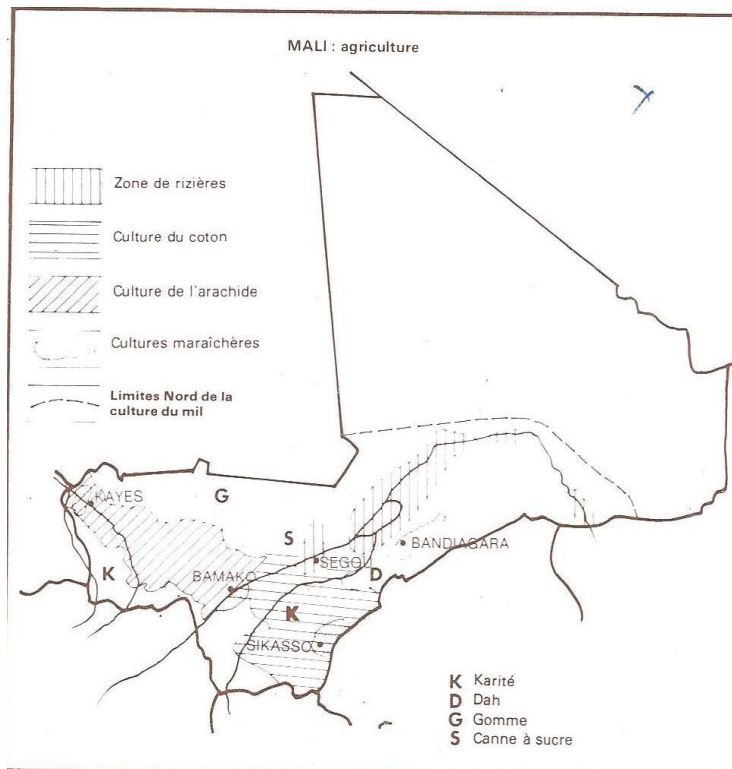 MALI : agriculture
Zone de rizières
Culture du coton
Culture de l'arachide
Cultures maraîchères
Limites Nord de la
culture du mil
KAYES
G
S
SEGOU
BANDIAGARA
K
BAMAKO
D
K
SIKASSO
K Karité
D Dah
G Gomme
S Canne à sucre